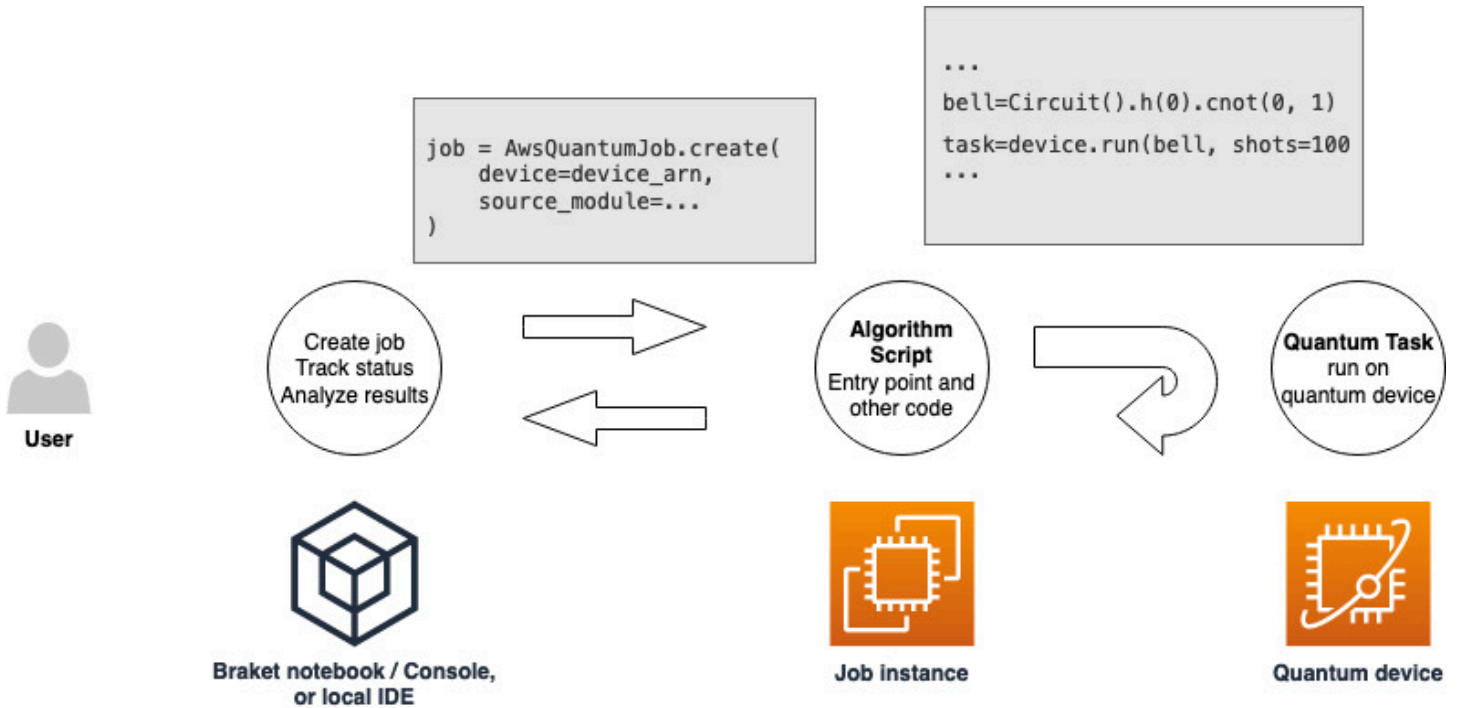 ...
bell=Circuit().h(0).cnot(0, 1)
task=device.run(bell, shots=100
...
job = AwsQuantumJob.create(
    device=device_arn,
    source_module=...
)
User
Create job
Track status
Analyze results
Algorithm
Script
Entry point and
other code
Quantum Task
run on
quantum device
Braket notebook / Console,
or local IDE
Job instance
Quantum device